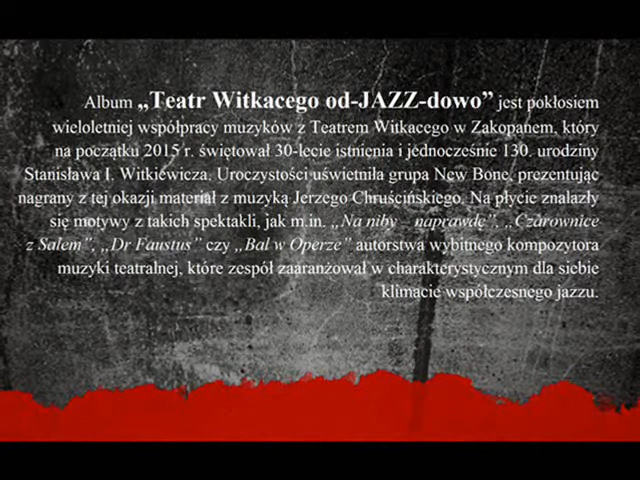 Album „Teatr Witkacego od-JAZZ-dowo” jest pokłosiem
wieloletniej współpracy muzyków z Teatrem Witkacego w Zakopanem, który
na początku 2015 r. świętował 30-lecie istnienia i jednocześnie 130. urodziny
Stanisława I. Witkiewicza. Uroczystości uświetniła grupa New Bone, prezentując
nagrany z tej okazji materiał z muzyką Jerzego Chruścińskiego. Na płycie znalazły
się motywy z takich spektakli, jak m.in. „Na niby – naprawdę”, „Czarownice
z Salem”, „Dr Faustus” czy „Bal w Operze” autorstwa wybitnego kompozytora
muzyki teatralnej, które zespół zaaranżował w charakterystycznym dla siebie
klimacie współczesnego jazzu.